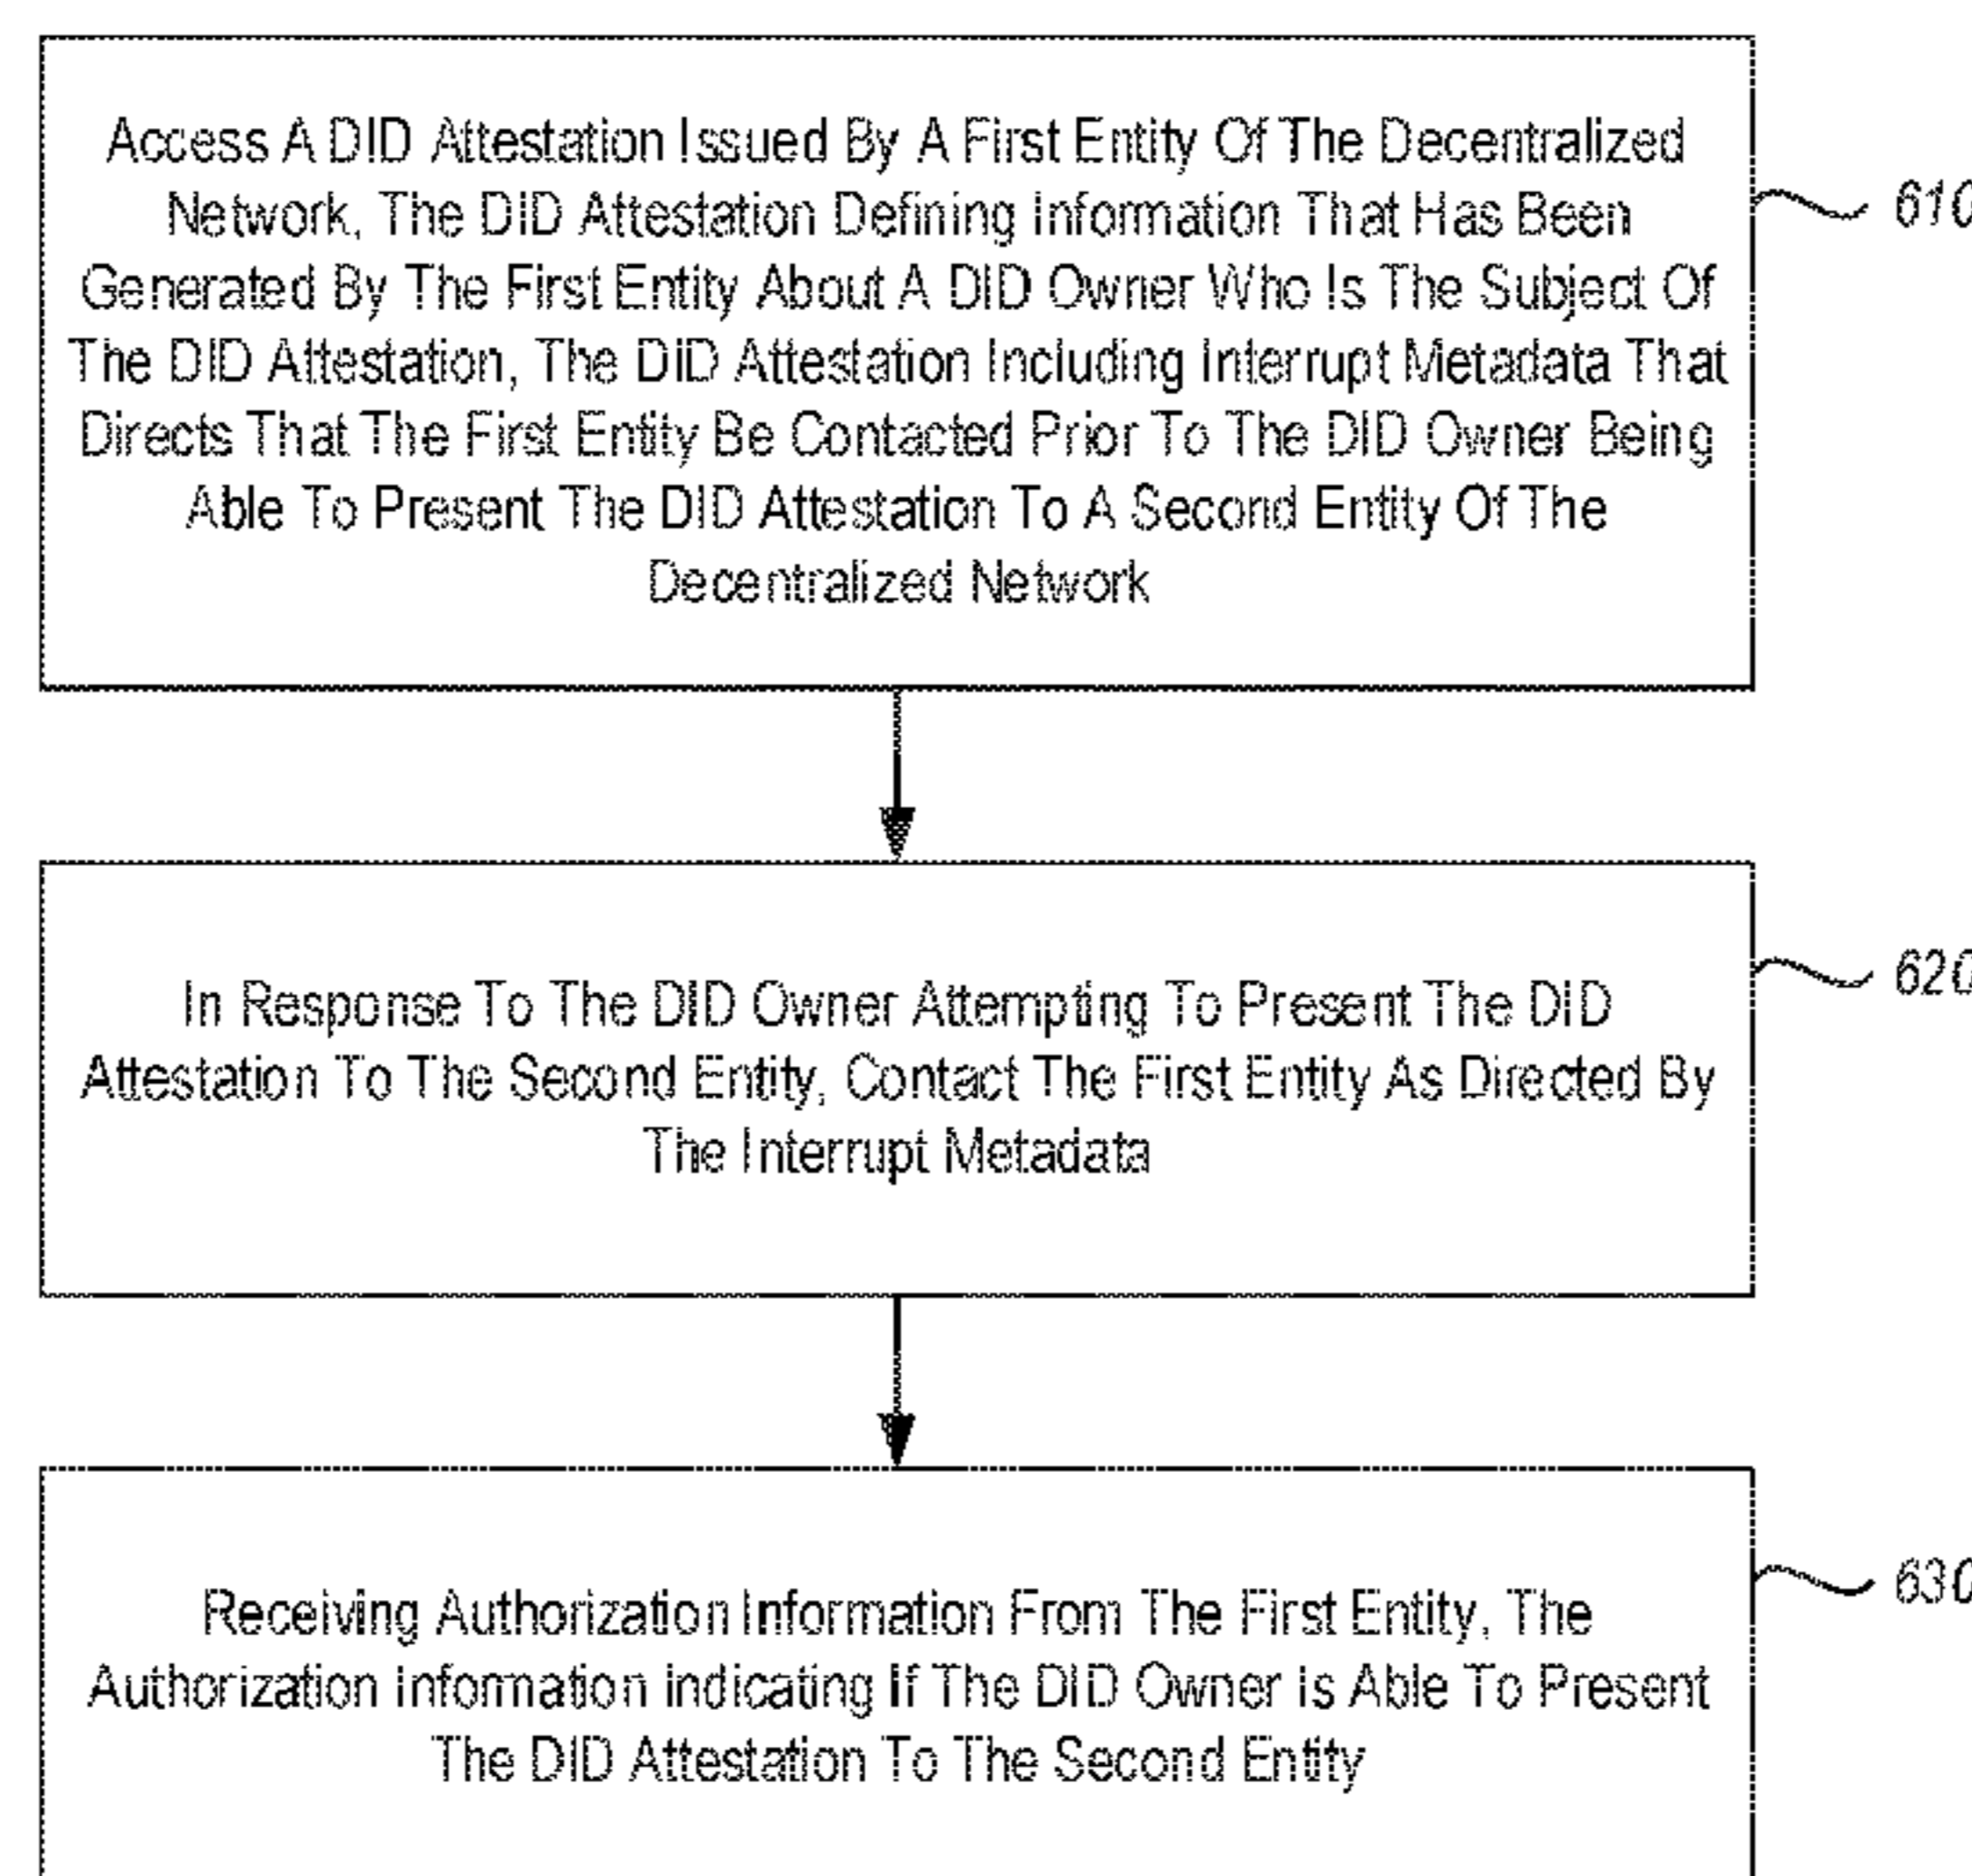 Access A DID Attestation Issued By A First Entity Of The Decentralized
Network, The DID Attestation Defining Information That Has Been
Generated By The First Entity About A DID Owner Who Is The Subject Of
The DID Attestation, The DID Attestation Including Interrupt Metadata That
Directs That The First Entity Be Contacted Prior To The DID Owner Being
Able To Present The DID Attestation To A Second Entity Of The
Decentralized Network
610
In Response To The DID Owner Attempting To Present The DID
Attestation To The Second Entity, Contact The First Entity As Directed By
The Interrupt Metadata
620
Receiving Authorization Information From The First Entity, The
Authorization Information Indicating If The DID Owner Is Able To Present
The DID Attestation To The Second Entity
630